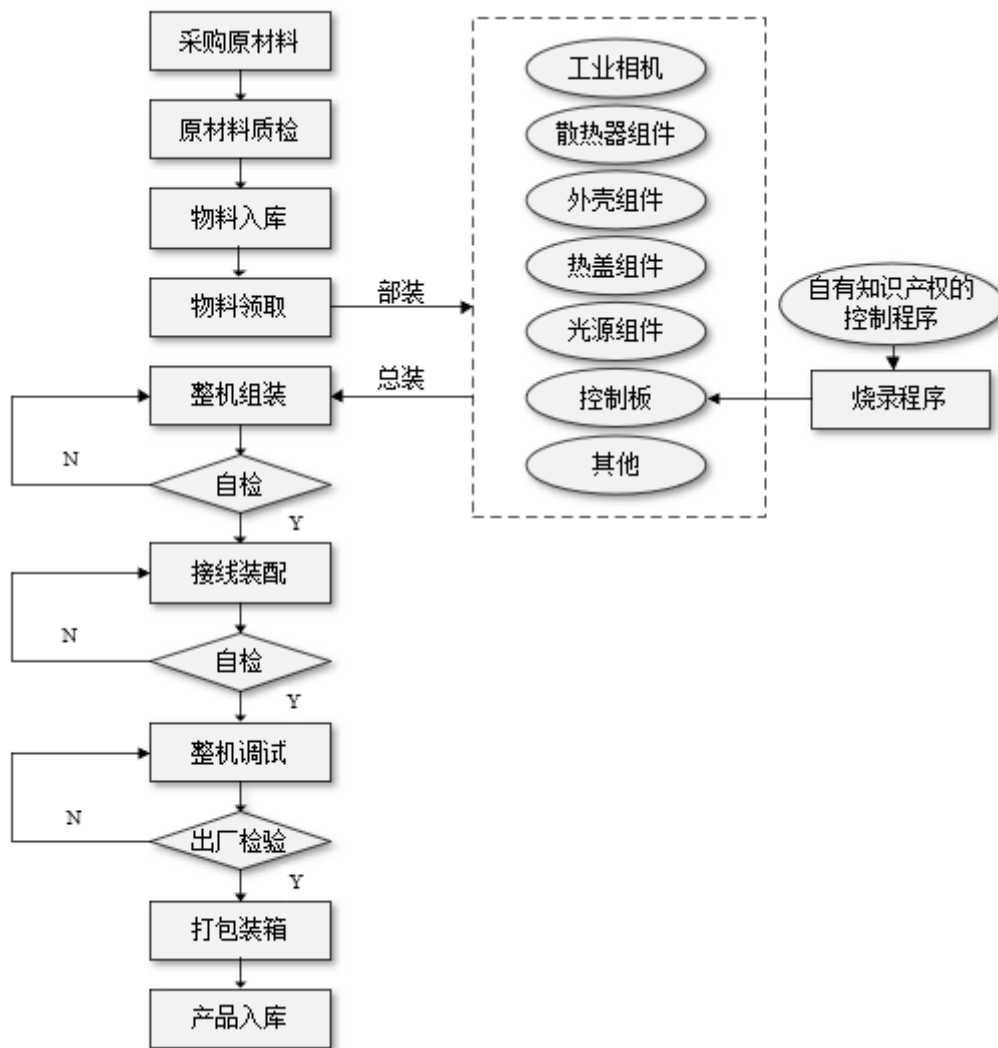 采购原材料
原材料质检
物料入库
物料领取
部装
工业相机
散热器组件
外壳组件
热盖组件
光源组件
控制板
其他
自有知识产权的
控制程序
烧录程序
总装
整机组装
N
自检
Y
接线装配
N
自检
Y
整机调试
N
出厂检验
Y
打包装箱
产品入库